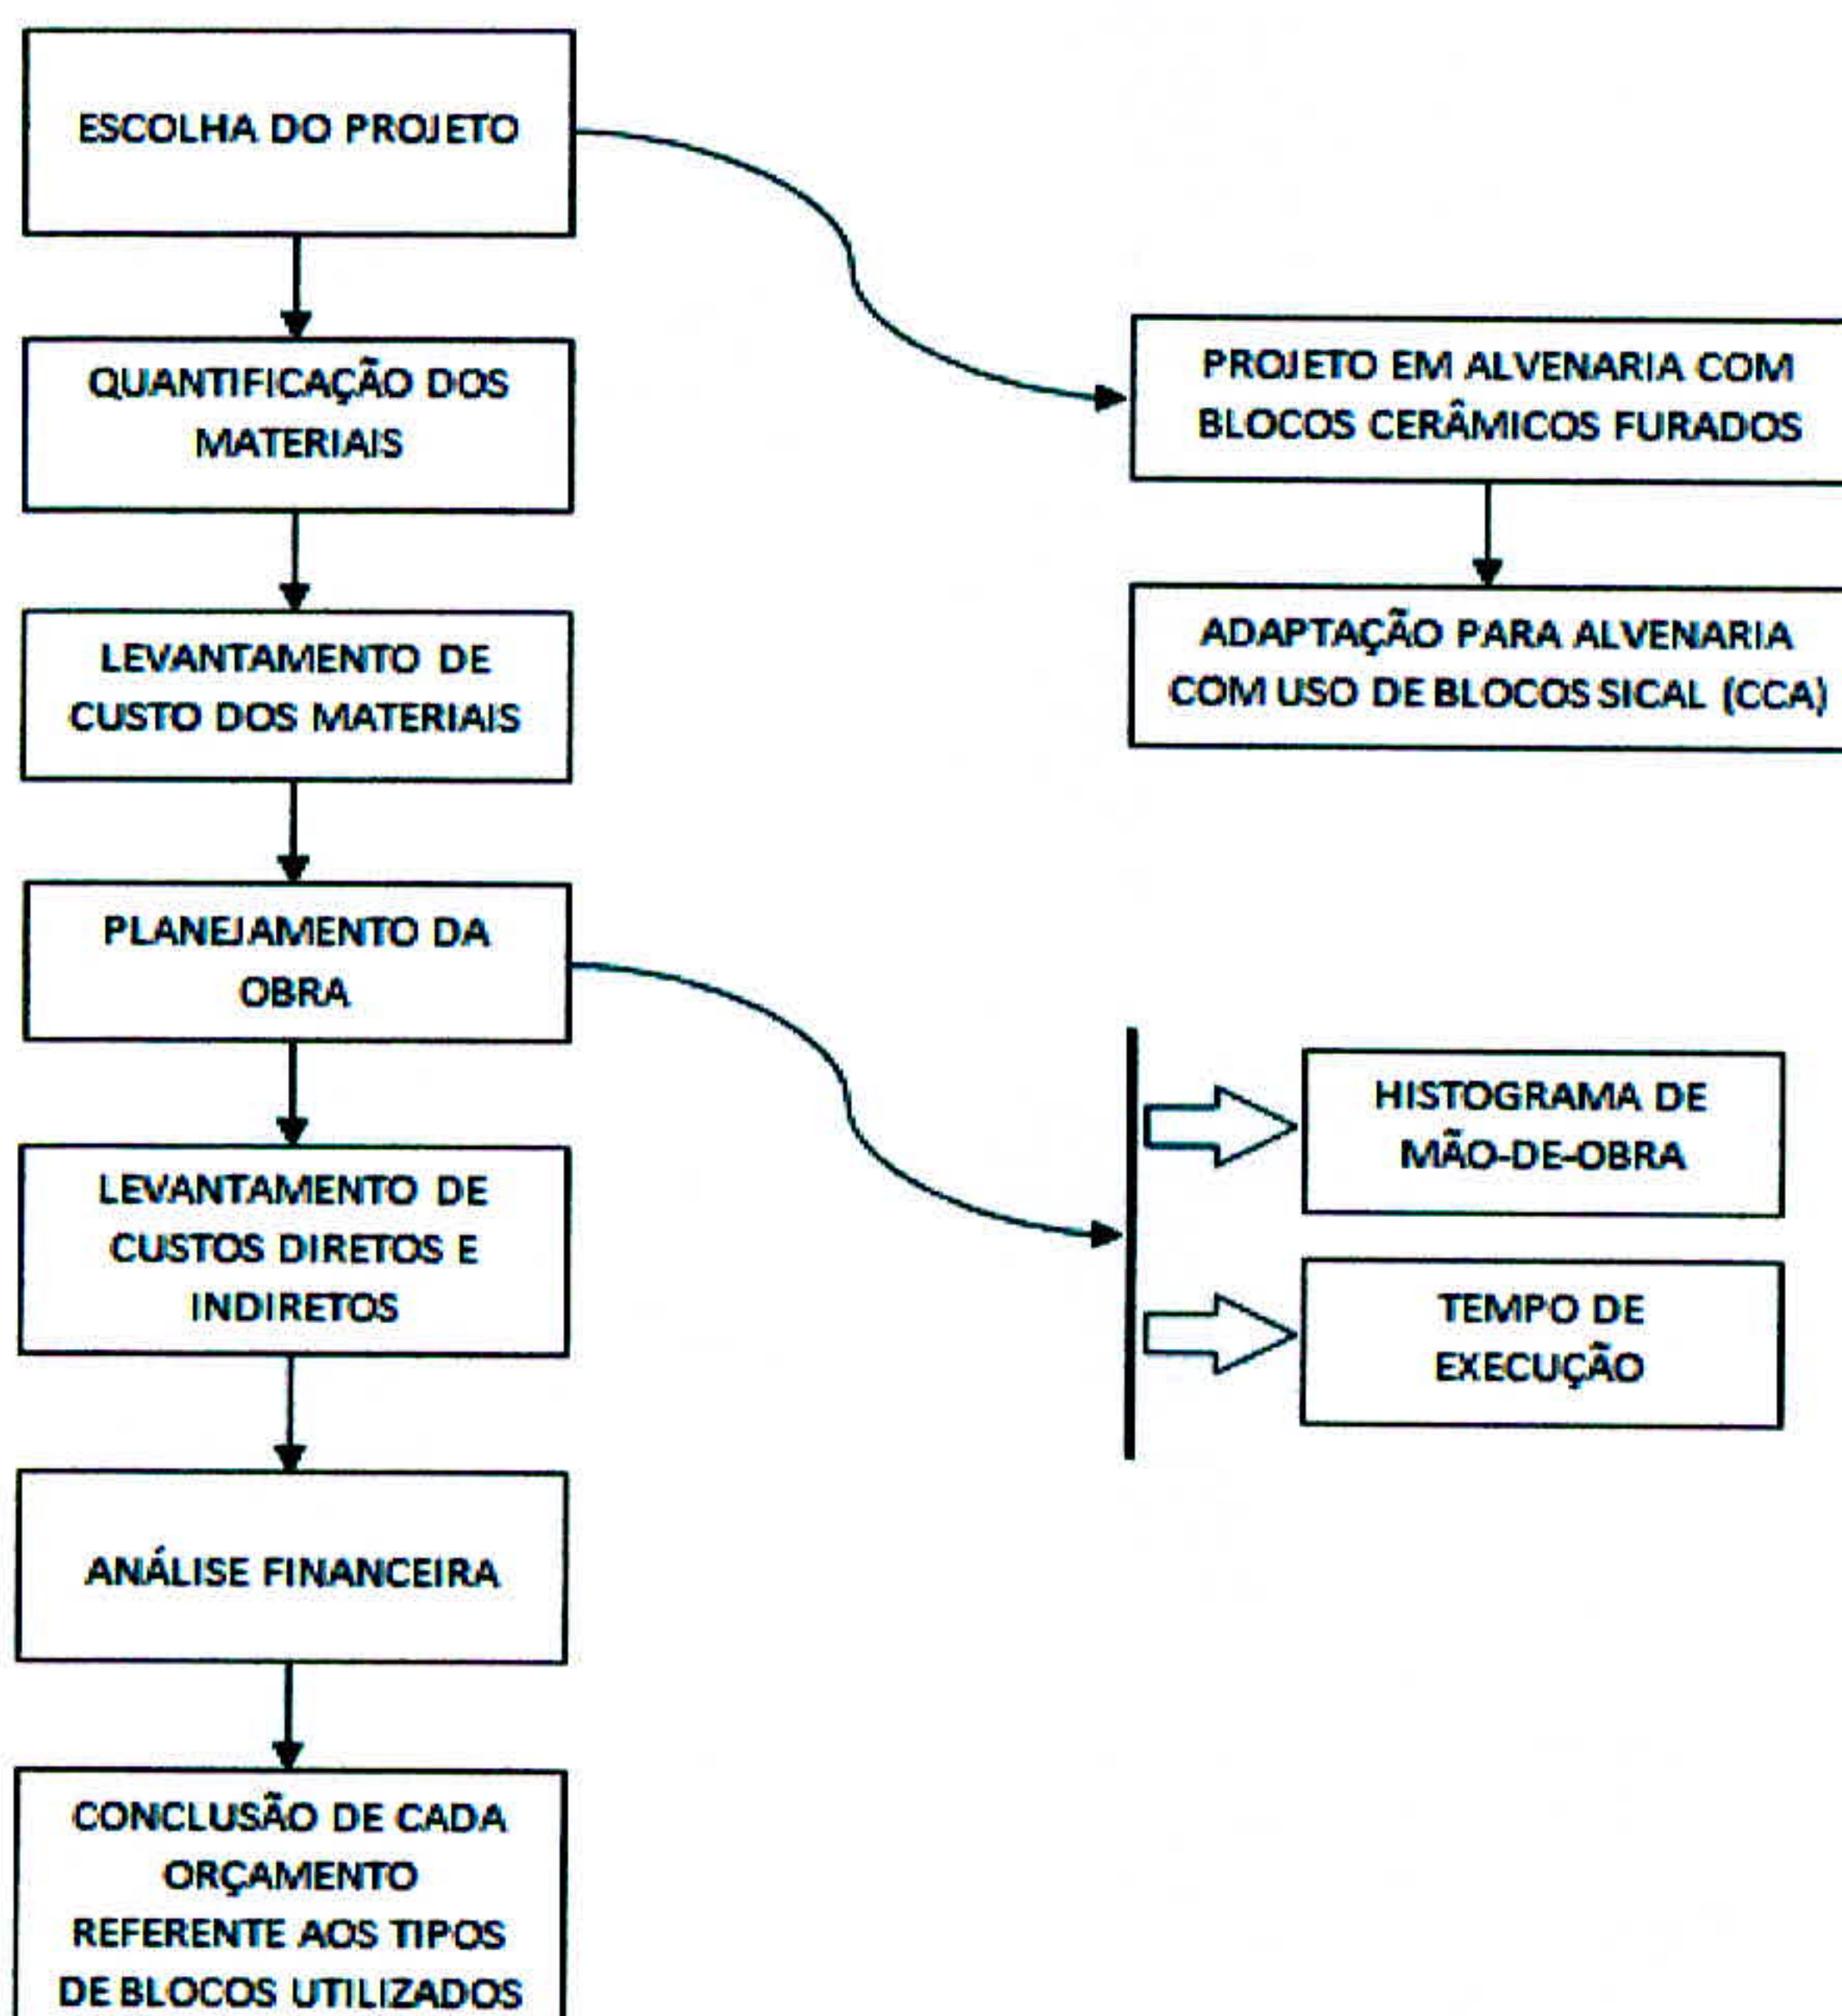 ESCOLHA DO PROJETO
QUANTIFICAÇÃO DOS
MATERIAIS
LEVANTAMENTO DE
CUSTO DOS MATERIAIS
PLANEJAMENTO DA
OBRA
LEVANTAMENTO DE
CUSTOS DIRETOS E
INDIRETOS
ANÁLISE FINANCEIRA
CONCLUSÃO DE CADA
ORÇAMENTO
REFERENTE AOS TIPOS
DE BLOCOS UTILIZADOS
PROJETO EM ALVENARIA COM
BLOCOS CERÂMICOS FURADOS
ADAPTAÇÃO PARA ALVENARIA
COM USO DE BLOCOS SICAL (CCA)
HISTOGRAMA DE
MÃO-DE-OBRA
TEMPO DE
EXECUÇÃO